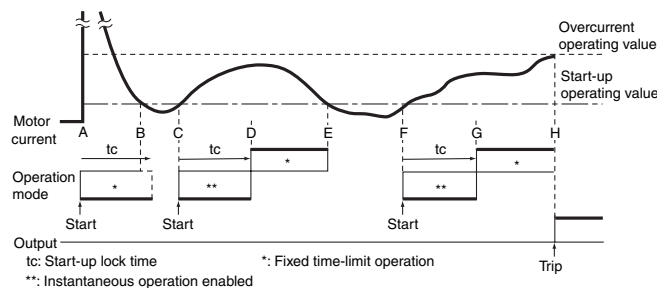 Overcurrent
operating value
Start-up
operating value
Motor
current
A B C D E F G H
tc tc tc
Operation
mode
* ** * ** *
Start Start Start
Output
Trip
tc: Start-up lock time *: Fixed time-limit operation
**: Instantaneous operation enabled